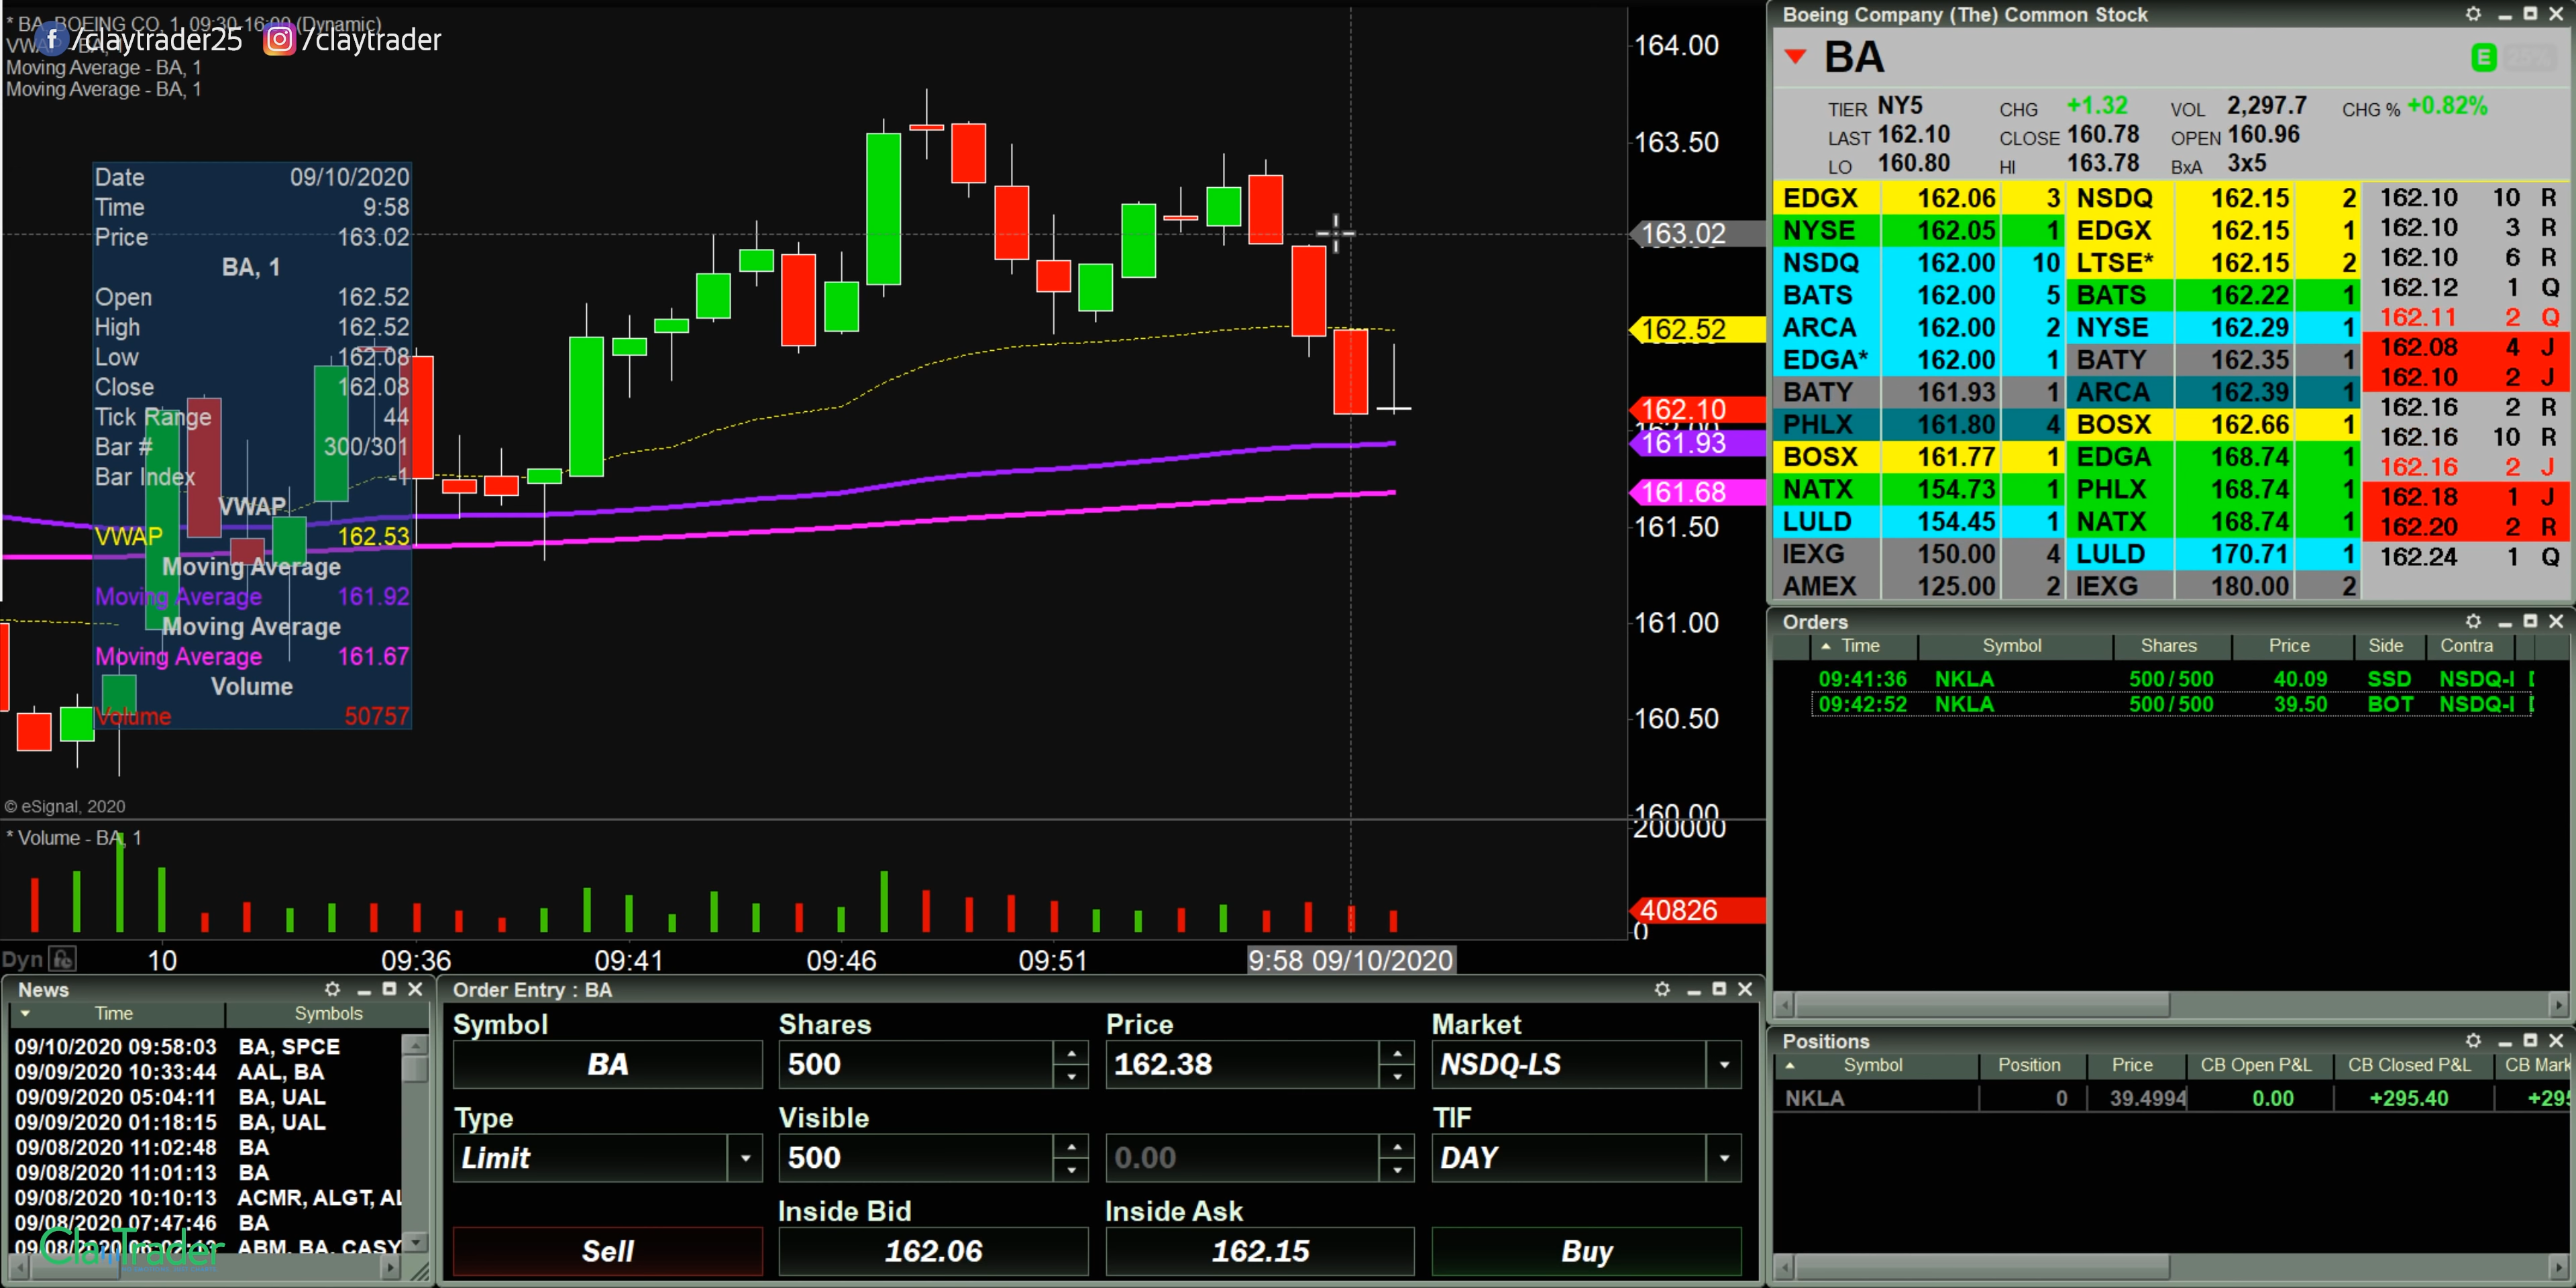 * BA, BOEING CO, 1, 09:30-16:00 (Dynamic)
/claytrader25 /claytrader
Moving Average - BA, 1
Moving Average - BA, 1
Date 09/10/2020
Time 9:58
Price 163.02
BA, 1
Open 162.52
High 162.52
Low 162.08
Close 162.08
Tick Range 44
Bar # 300/301
Bar Index -1
VWAP
VWAP 162.53
Moving Average
Moving Average 161.92
Moving Average
Moving Average 161.67
Volume
Volume 50757
© eSignal, 2020
164.00
163.50
163.02
162.52
162.10
161.93
161.68
161.50
161.00
160.50
160.00
* Volume - BA, 1
200000
40826
0
Dyn 10 09:36 09:41 09:46 09:51 9:58 09/10/2020
Boeing Company (The) Common Stock
BA E
TIER NY5 CHG +1.32 VOL 2,297.7 CHG % +0.82%
LAST 162.10 CLOSE 160.78 OPEN 160.96
LO 160.80 HI 163.78 BxA 3x5
EDGX 162.06 3 NSDQ 162.15 2
NYSE 162.05 1 EDGX 162.15 1
NSDQ 162.00 10 LTSE* 162.15 2
BATS 162.00 5 BATS 162.22 1
ARCA 162.00 2 NYSE 162.29 1
EDGA* 162.00 1 BATY 162.35 1
BATY 161.93 1 ARCA 162.39 1
PHLX 161.80 4 BOSX 162.66 1
BOSX 161.77 1 EDGA 168.74 1
NATX 154.73 1 PHLX 168.74 1
LULD 154.45 1 NATX 168.74 1
IEXG 150.00 4 LULD 170.71 1
AMEX 125.00 2 IEXG 180.00 2
162.10 10 R
162.10 3 R
162.10 6 R
162.12 1 Q
162.11 2 Q
162.08 4 J
162.10 2 J
162.16 2 R
162.16 10 R
162.16 2 J
162.18 1 J
162.20 2 R
162.24 1 Q
Orders
Time Symbol Shares Price Side Contra
09:41:36 NKLA 500/500 40.09 SSD NSDQ-
09:42:52 NKLA 500/500 39.50 BOT NSDQ-
Positions
Symbol Position Price CB Open P&L CB Closed P&L CB Mark
NKLA 0 39.4994 0.00 +295.40 +295
News
Time Symbols
09/10/2020 09:58:03 BA, SPCE
09/09/2020 10:33:44 AAL, BA
09/09/2020 05:04:11 BA, UAL
09/09/2020 01:18:15 BA, UAL
09/08/2020 11:02:48 BA
09/08/2020 11:01:13 BA
09/08/2020 10:10:13 ACMR, ALGT, AL
09/08/2020 07:47:46 BA
09/08/2020 ABM, BA, CASY
ClayTrader
Order Entry : BA
Symbol Shares Price Market
BA 500 162.38 NSDQ-LS
Type Visible TIF
Limit 500 0.00 DAY
Inside Bid Inside Ask
Sell 162.06 162.15 Buy